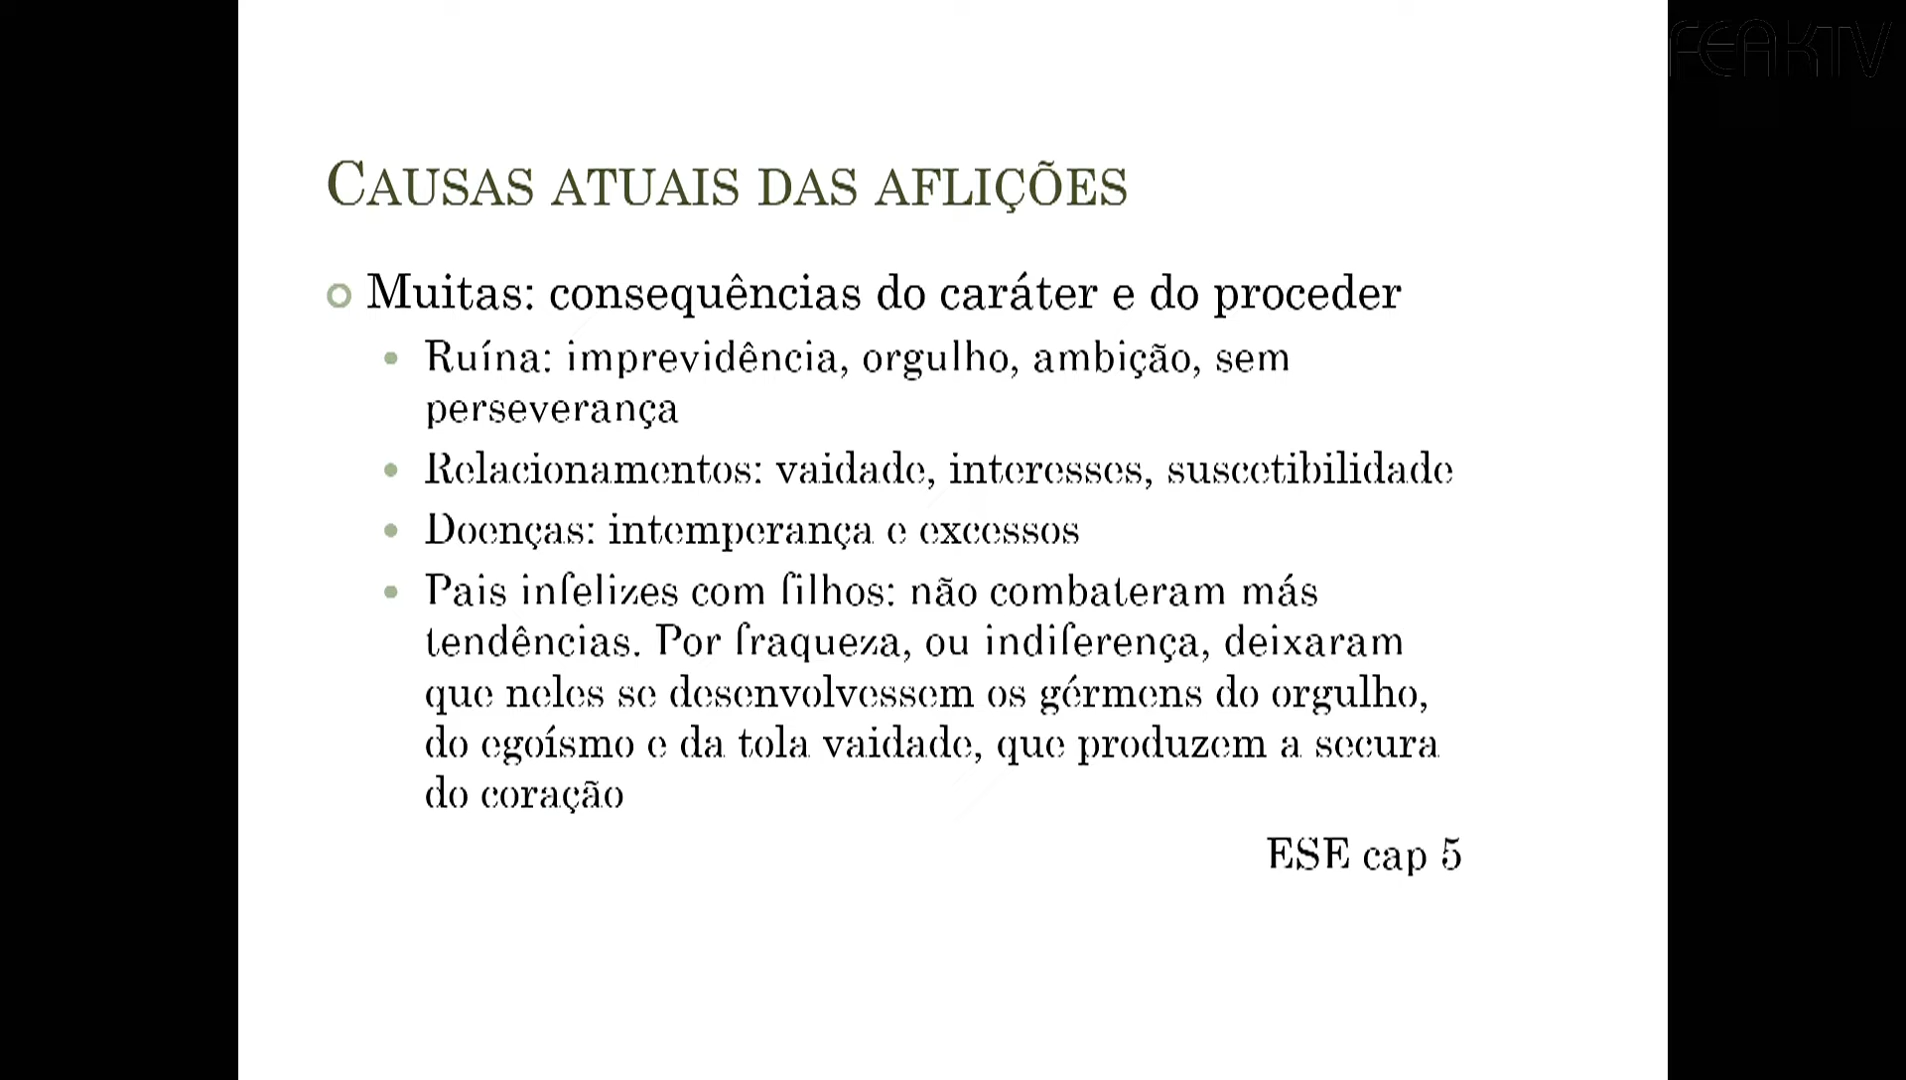 FEAKTV
CAUSAS ATUAIS DAS AFLIÇÕES
Muitas: consequências do caráter e do proceder
Ruína: imprevidência, orgulho, ambição, sem
perseverança
Relacionamentos: vaidade, interesses, suscetibilidade
Doenças: intemperança e excessos
Pais infelizes com filhos: não combateram más
tendências. Por fraqueza, ou indiferença, deixaram
que neles se desenvolvessem os gérmens do orgulho,
do egoísmo e da tola vaidade, que produzem a secura
do coração
ESE cap 5